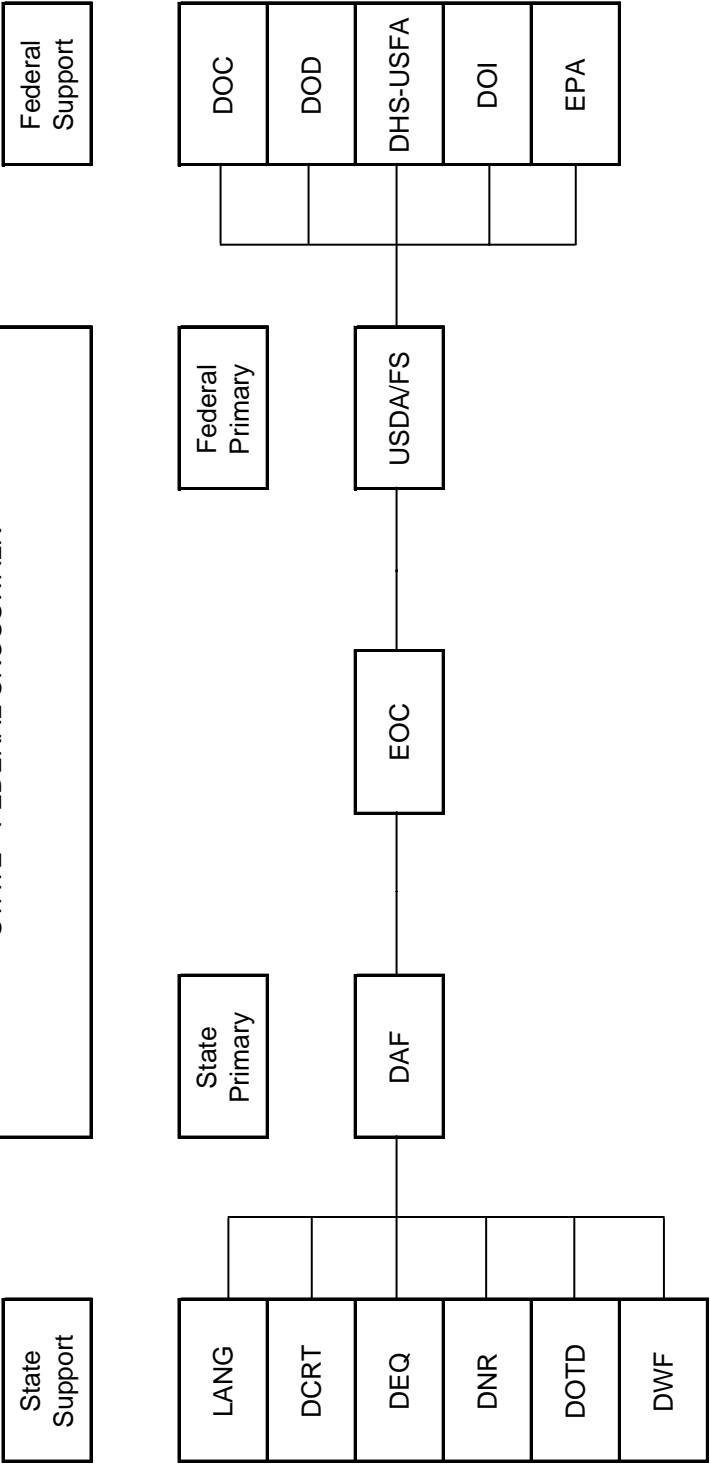 STATE - FEDERAL
State
Support
Federal
Support
State
Primary
Federal
Primary
LANG
DCRT
DEQ
DNR
DOTD
DWF
DAF
EOC
USDA/FS
DOC
DOD
DHS-USFA
DOI
EPA